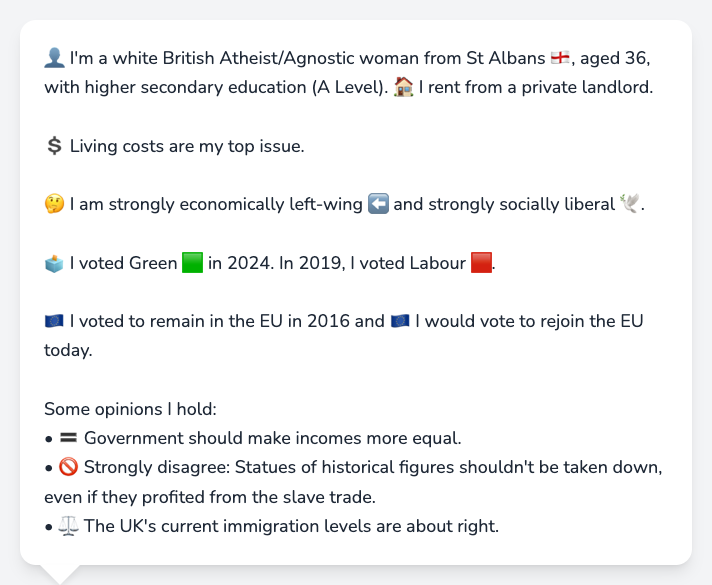 👤 I'm a white British Atheist/Agnostic woman from St Albans 🏴󠁧󠁢󠁥󠁮󠁧󠁿, aged 36,
with higher secondary education (A Level). 🏠 I rent from a private landlord.
💲 Living costs are my top issue.
🤔 I am strongly economically left-wing ⬅️ and strongly socially liberal 🕊️.
🗳️ I voted Green 🟩 in 2024. In 2019, I voted Labour 🟥.
🇪🇺 I voted to remain in the EU in 2016 and 🇪🇺 I would vote to rejoin the EU
today.
Some opinions I hold:
• 🟰 Government should make incomes more equal.
• 🚫 Strongly disagree: Statues of historical figures shouldn't be taken down,
even if they profited from the slave trade.
• ⚖️ The UK's current immigration levels are about right.